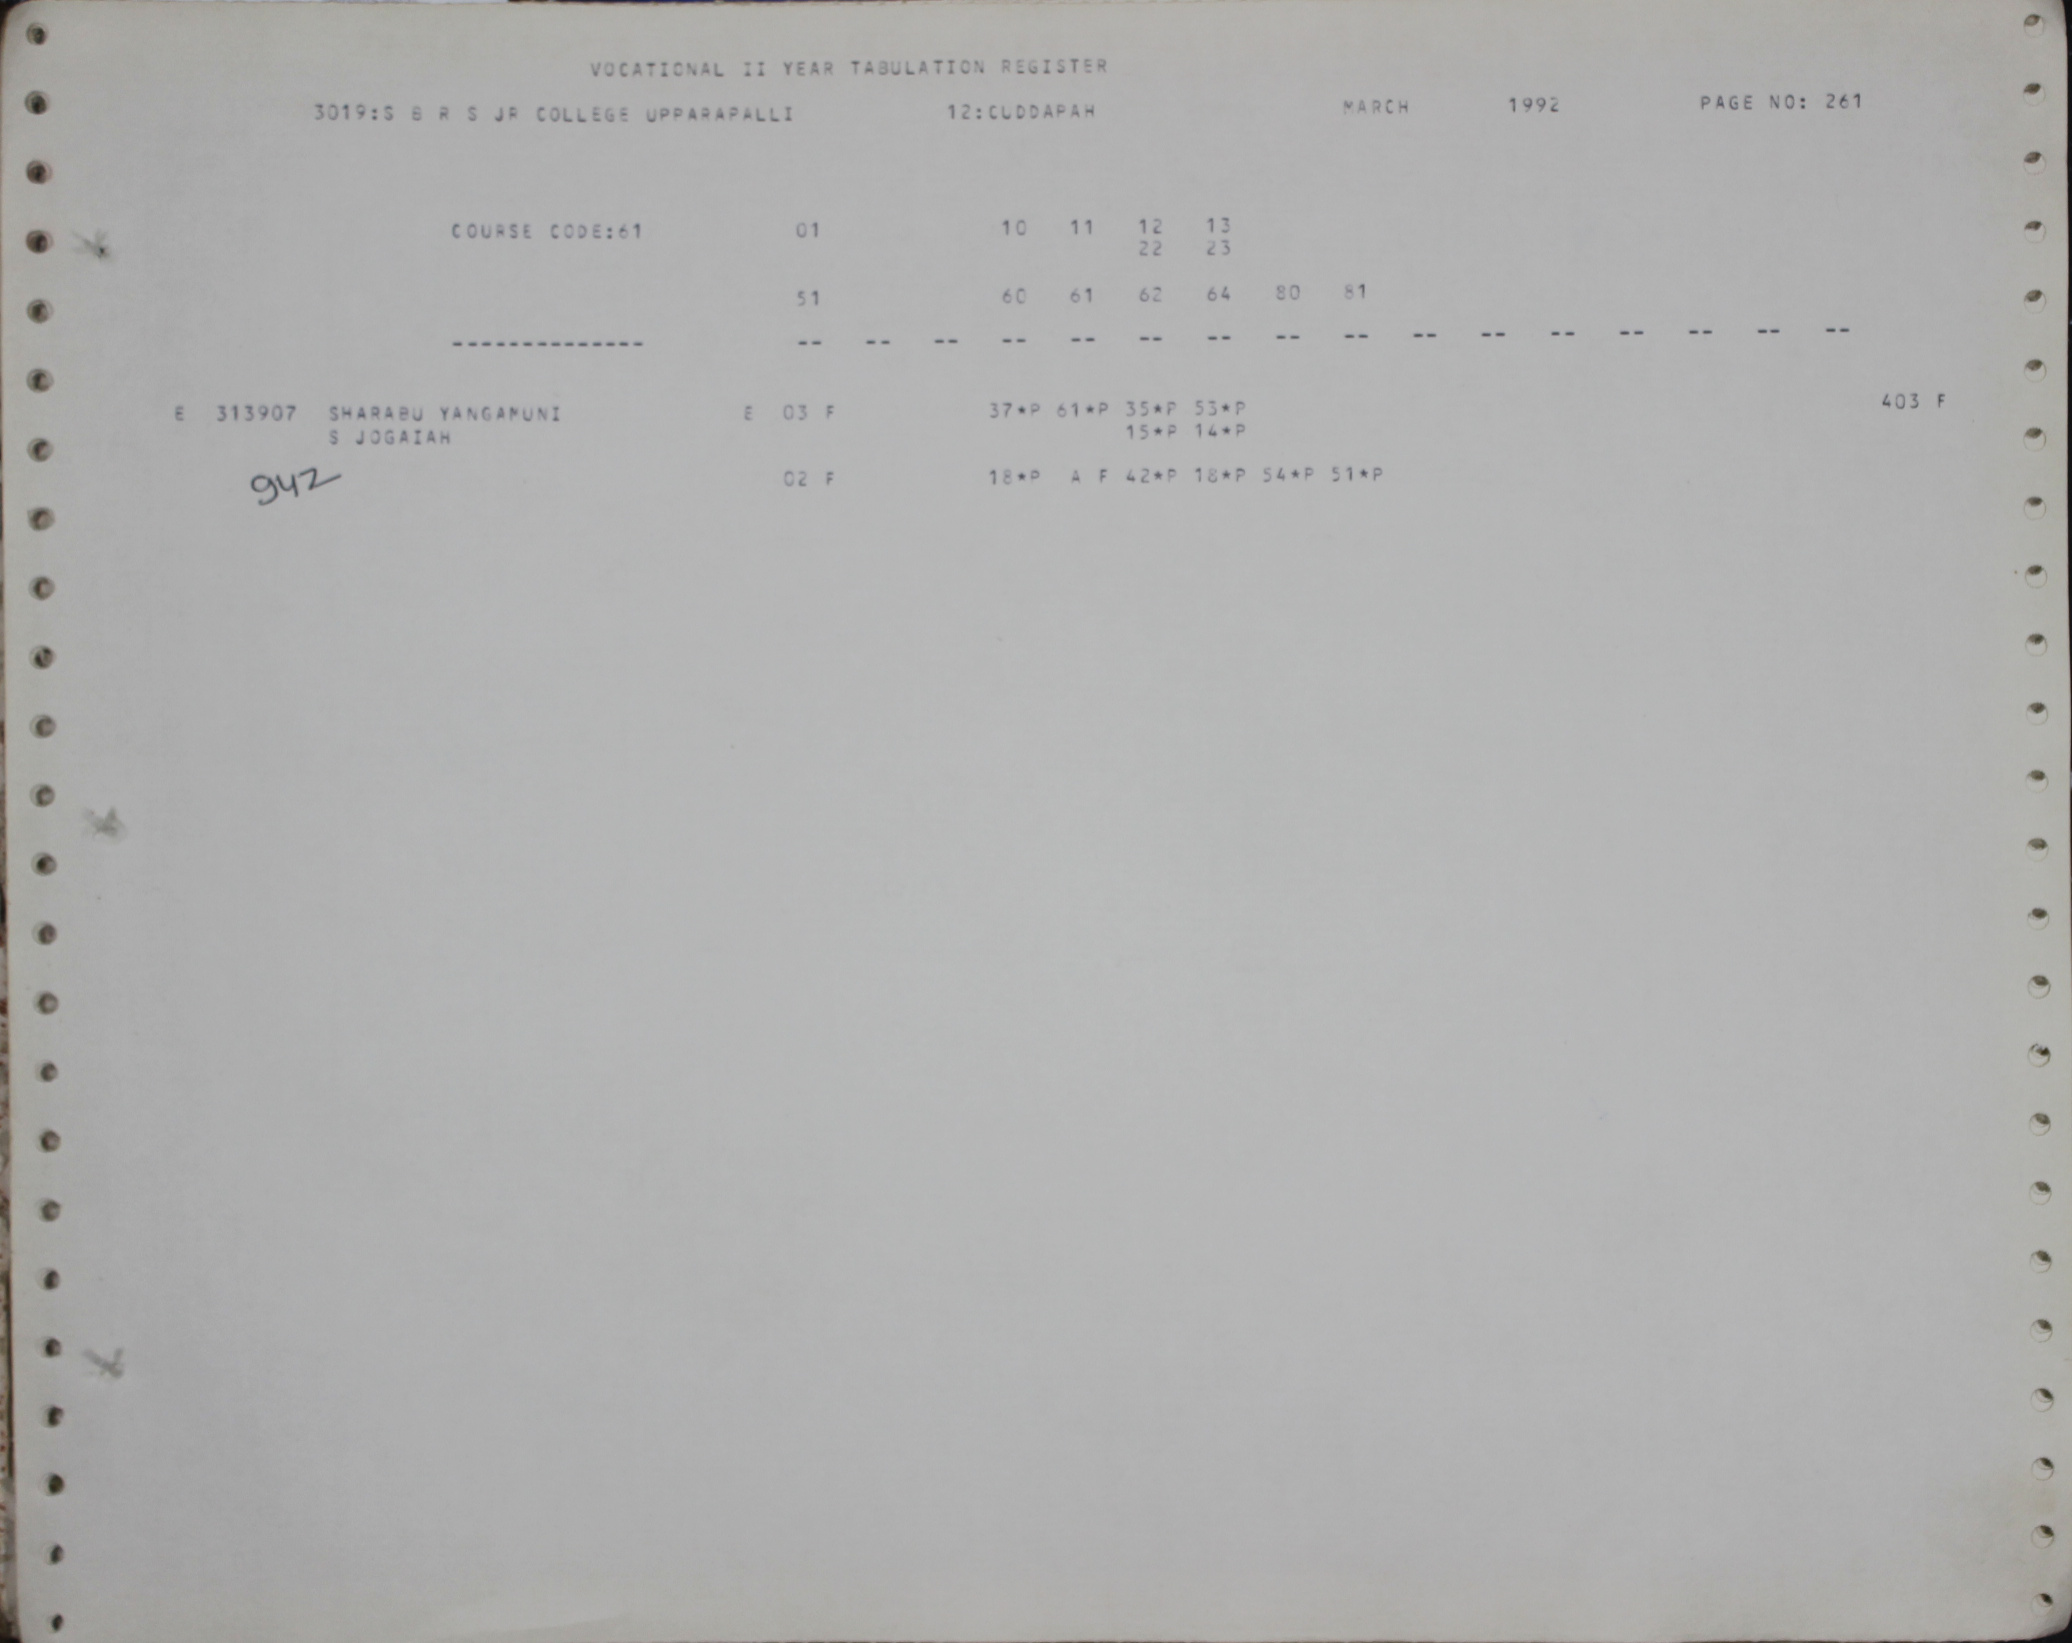 VOCATIONAL II YEAR TABULATION REGISTER
3019:S B R S JR COLLEGE UPPARAPALLI 12:CUDDAPAH MARCH 1992 PAGE NO: 261
COURSE CODE:61 01 10 11 12 13
22 23
51 60 61 62 64 80 81
-------------- -- -- -- -- -- -- -- -- -- -- -- -- -- -- -- --
E 313907 SHARABU YANGAMUNI E 03 F 37*P 61*P 35*P 53*P 403 F
S JOGAIAH 15*P 14*P
942 02 F 18*P A F 42*P 18*P 54*P 51*P